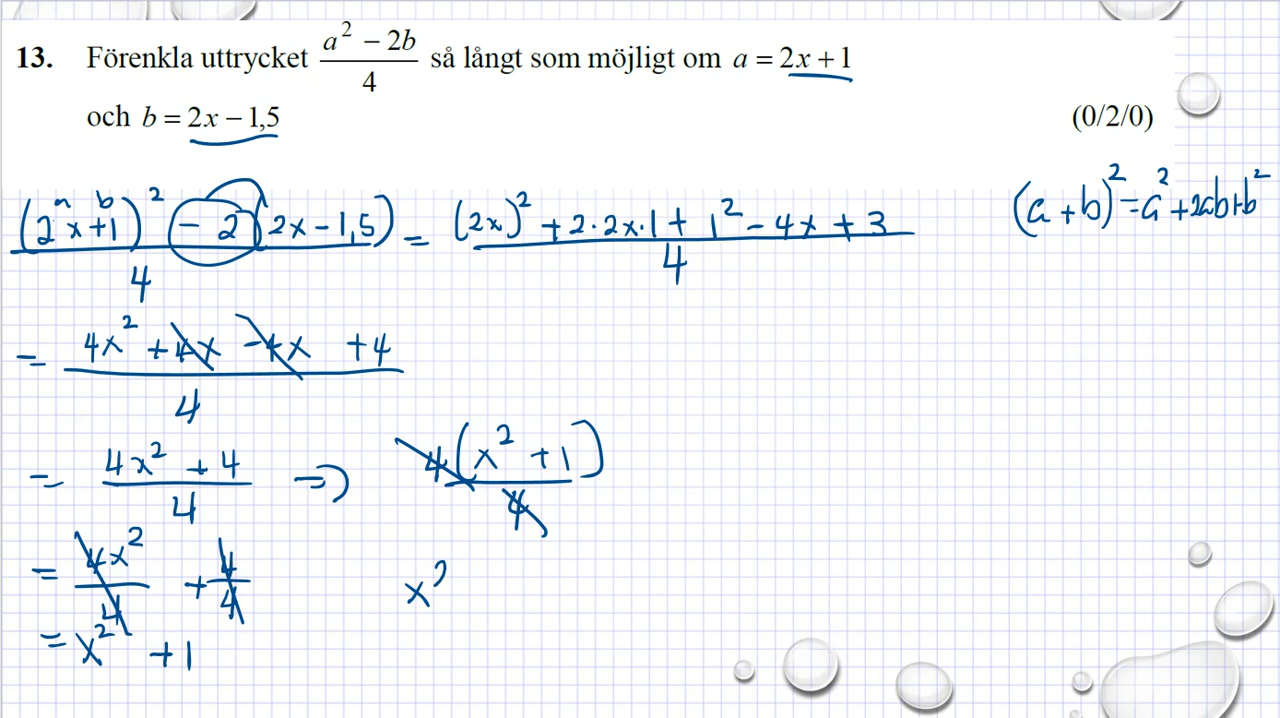 13. Förenkla uttrycket (a² − 2b)/4 så långt som möjligt om a = 2x + 1
och b = 2x − 1,5 (0/2/0)
a b
((2x+1)² − 2(2x − 1,5))/4 = ((2x)² + 2·2x·1 + 1² − 4x + 3)/4
(a + b)² = a² + 2ab + b²
= (4x² + 4x − 4x + 4)/4
= (4x² + 4)/4 ⇒ 4(x² + 1)/4
= 4x²/4 + 4/4 x²
= x² + 1